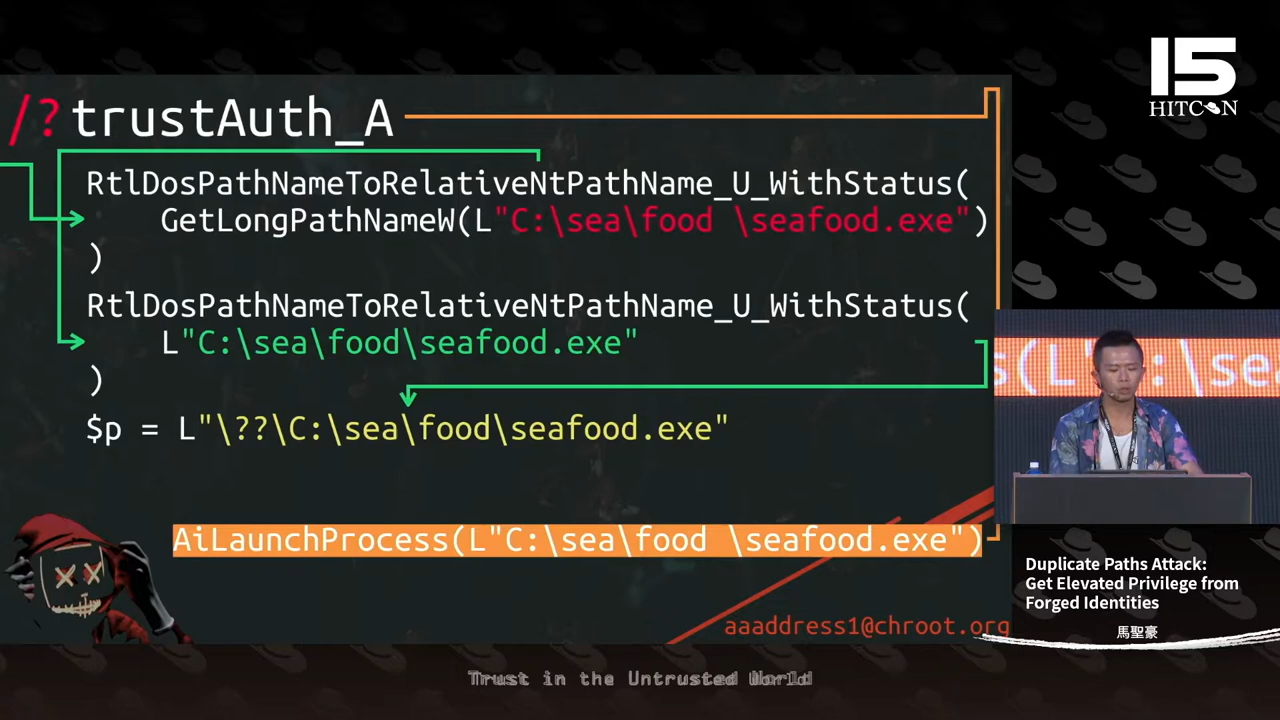 /?trustAuth_A
RtlDosPathNameToRelativeNtPathName_U_WithStatus(
GetLongPathNameW(L"C:\sea\food \seafood.exe")
)
RtlDosPathNameToRelativeNtPathName_U_WithStatus(
L"C:\sea\food\seafood.exe"
)
$p = L"\??\C:\sea\food\seafood.exe"
AiLaunchProcess(L"C:\sea\food \seafood.exe")
aaaddress1@chroot.org
15
HITCON
s(L"C:\se
Duplicate Paths Attack:
Get Elevated Privilege from
Forged Identities
馬聖豪
Trust in the Untrusted World